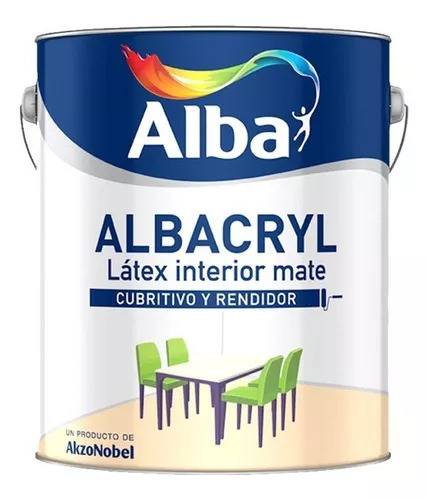 Alba
ALBACRYL
Látex interior mate
CUBRITIVO Y RENDIDOR
UN PRODUCTO DE
AkzoNobel